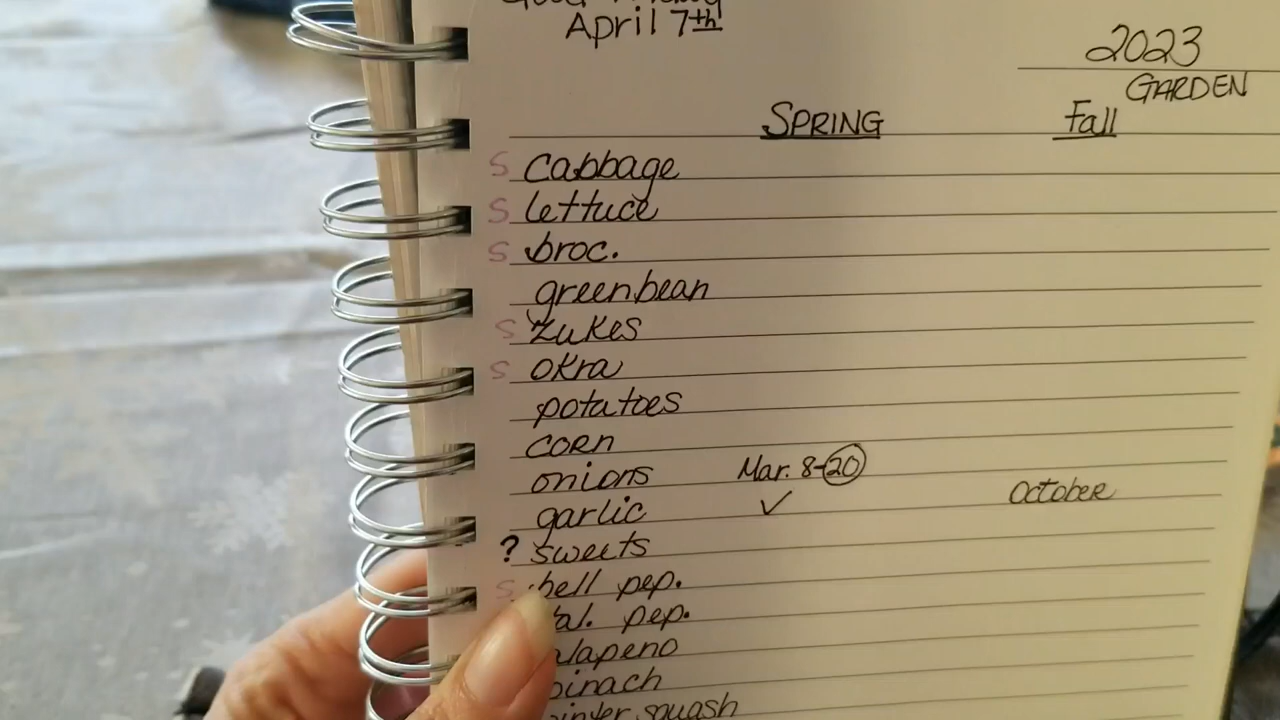 April 7th
2023
GARDEN
SPRING Fall
S cabbage
S lettuce
S broc.
greenbean
S zukes
S okra
potatoes
corn
onions Mar. 8-20
garlic ✓ October
? sweets
S bell pep.
pep.